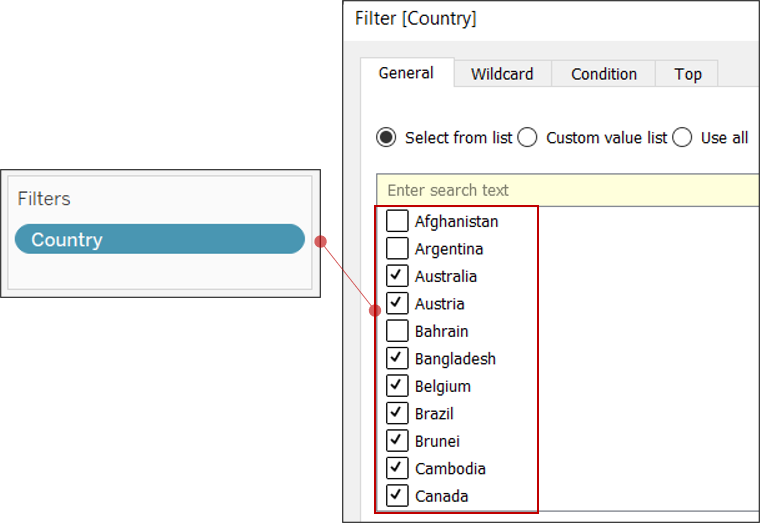 Filters
Country
Filter [Country]
General Wildcard Condition Top
Select from list Custom value list Use all
Enter search text
Afghanistan
Argentina
Australia
Austria
Bahrain
Bangladesh
Belgium
Brazil
Brunei
Cambodia
Canada